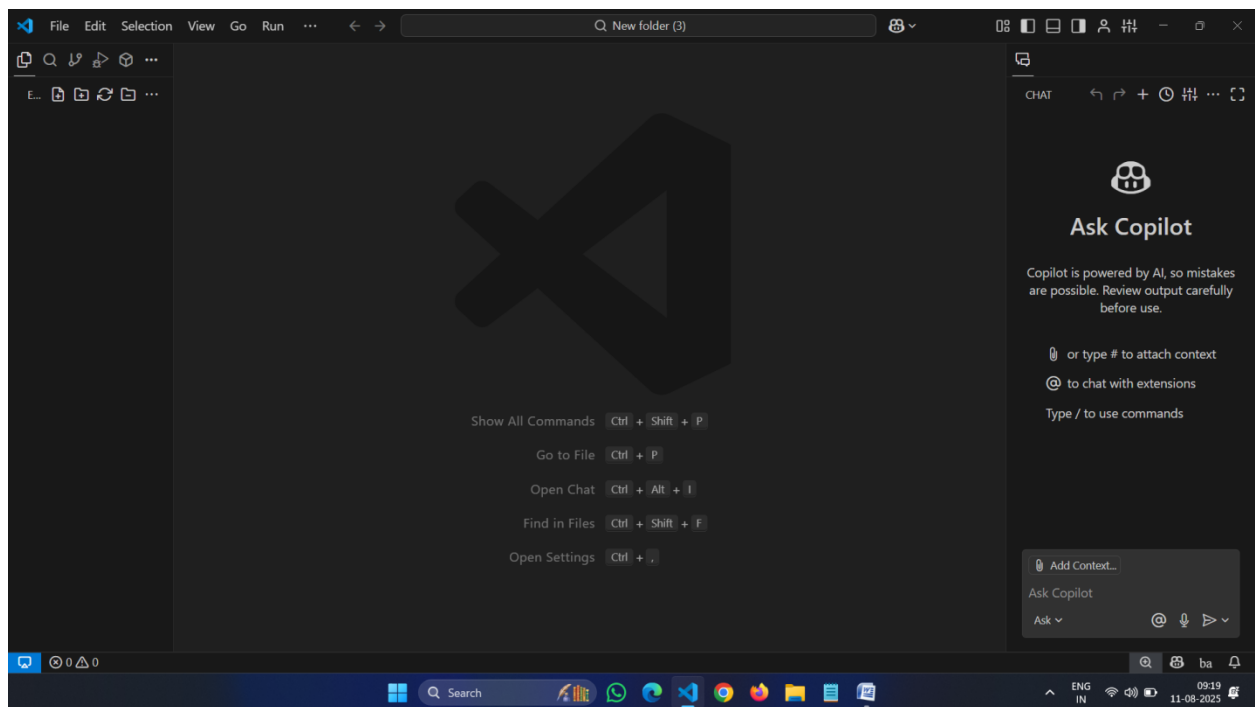 File Edit Selection View Go Run ... New folder (3)
E...
CHAT
Ask Copilot
Copilot is powered by AI, so mistakes
are possible. Review output carefully
before use.
or type # to attach context
@ to chat with extensions
Type / to use commands
Show All Commands Ctrl + Shift + P
Go to File Ctrl + P
Open Chat Ctrl + Alt + I
Find in Files Ctrl + Shift + F
Open Settings Ctrl + ,
Add Context...
Ask Copilot
Ask
0 0 ba
Search
ENG
IN
09:19
11-08-2025